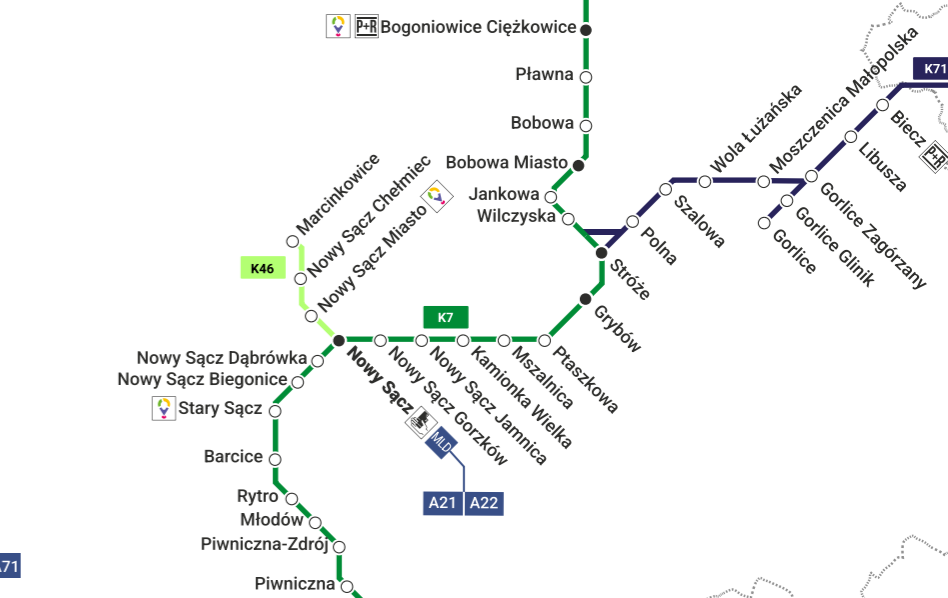 P+R
Bogoniowice Ciężkowice
Pławna
Bobowa
Bobowa Miasto
Jankowa
Wilczyska
K71
Moszczenica Małopolska
Wola Łużańska
Biecz
P+R
Libusza
Gorlice Zagórzany
Gorlice Glinik
Gorlice
Szalowa
Polna
Stróże
Grybów
Marcinkowice
Nowy Sącz Chełmiec
Nowy Sącz Miasto
K46
K7
Ptaszkowa
Mszalnica
Kamionka Wielka
Nowy Sącz Jamnica
Nowy Sącz Gorzków
Nowy Sącz
MLD
A21
A22
Nowy Sącz Dąbrówka
Nowy Sącz Biegonice
Stary Sącz
Barcice
Rytro
Młodów
Piwniczna-Zdrój
Piwniczna
A71